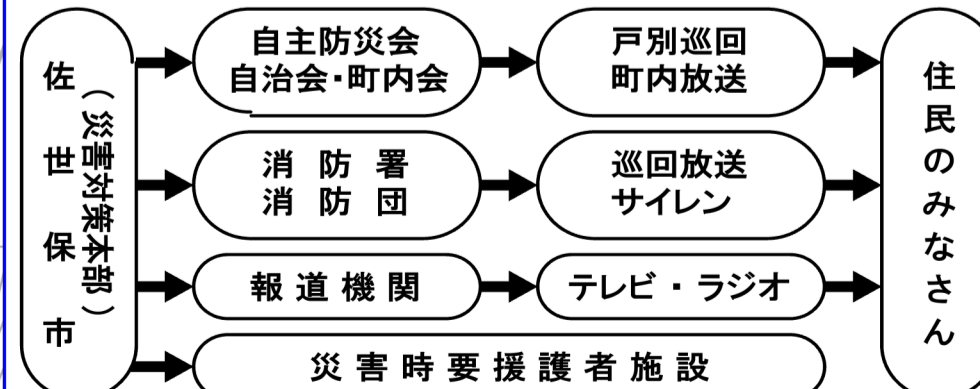 佐世保市
（災害対策本部）
自主防災会
自治会・町内会
戸別巡回
町内放送
消防署
消防団
巡回放送
サイレン
報道機関
テレビ・ラジオ
災害時要援護者施設
住民のみなさん